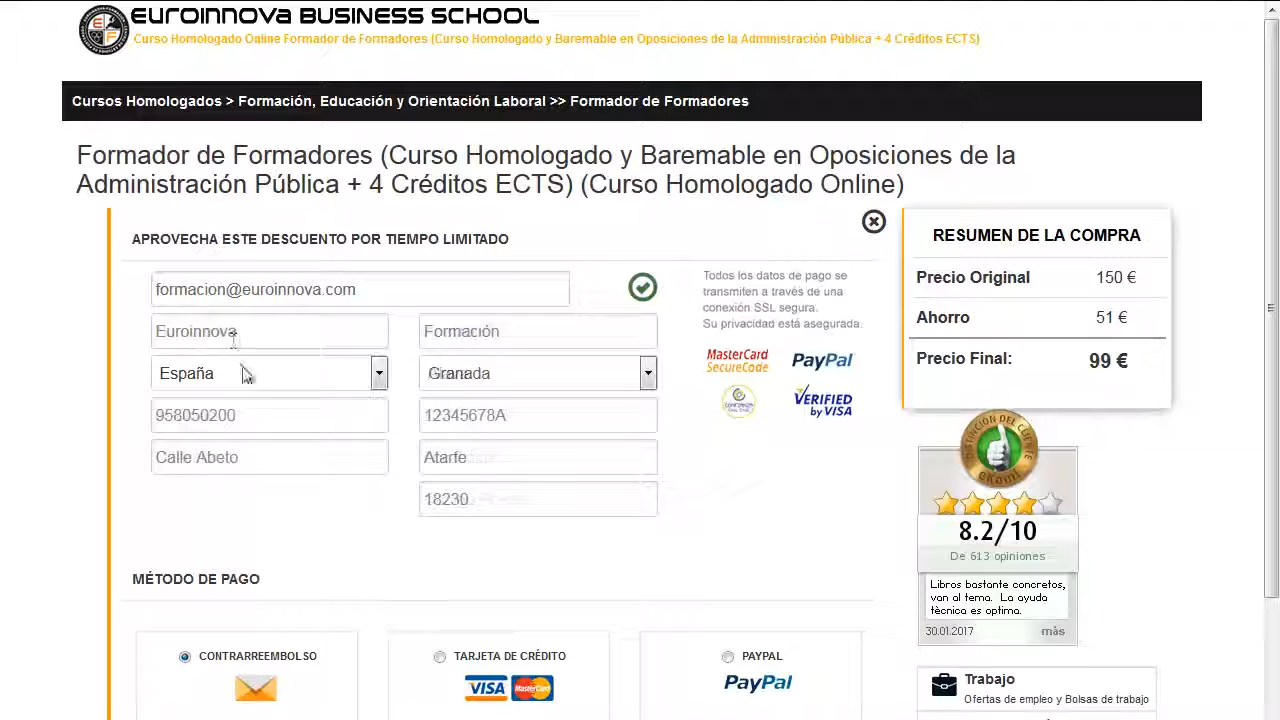 EUROINNOVA BUSINESS SCHOOL
Curso Homologado Online Formador de Formadores (Curso Homologado y Baremable en Oposiciones de la Administración Pública + 4 Créditos ECTS)
Cursos Homologados > Formación, Educación y Orientación Laboral >> Formador de Formadores
Formador de Formadores (Curso Homologado y Baremable en Oposiciones de la
Administración Pública + 4 Créditos ECTS) (Curso Homologado Online)
APROVECHA ESTE DESCUENTO POR TIEMPO LIMITADO
formacion@euroinnova.com
Euroinnova
Formación
España
Granada
958050200
12345678A
Calle Abeto
Atarfe
18230
Todos los datos de pago se
transmiten a través de una
conexión SSL segura.
Su privacidad está asegurada.
MasterCard
SecureCode
PayPal
VERIFIED
by VISA
MÉTODO DE PAGO
CONTRARREEMBOLSO
TARJETA DE CRÉDITO
VISA
MasterCard
PAYPAL
PayPal
RESUMEN DE LA COMPRA
Precio Original 150 €
Ahorro 51 €
Precio Final: 99 €
DISTINCIÓN DEL CLIENTE
eKomi
8.2/10
De 613 opiniones
Libros bastante concretos,
van al tema. La ayuda
tècnica es optima.
30.01.2017 más
Trabajo
Ofertas de empleo y Bolsas de trabajo